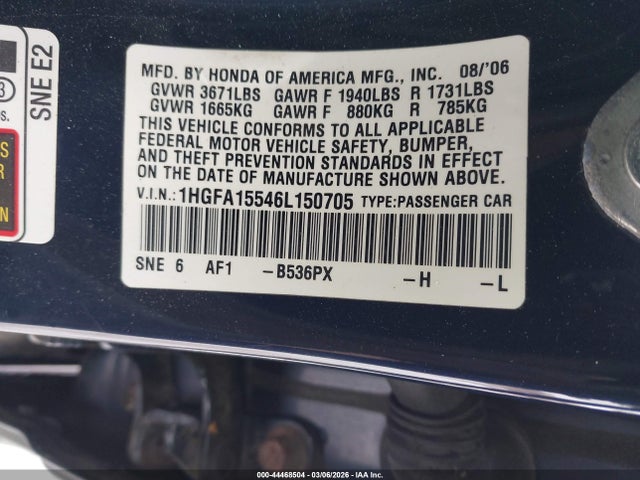 MFD. BY HONDA OF AMERICA MFG., INC. 08/'06
GVWR 3671LBS GAWR F 1940LBS R 1731LBS
GVWR 1665KG GAWR F 880KG R 785KG
THIS VEHICLE CONFORMS TO ALL APPLICABLE
FEDERAL MOTOR VEHICLE SAFETY, BUMPER,
AND THEFT PREVENTION STANDARDS IN EFFECT
ON THE DATE OF MANUFACTURE SHOWN ABOVE.
V.I.N.: 1HGFA15546L150705 TYPE:PASSENGER CAR
SNE 6 AF1 -B536PX -H -L
SNE E2
3
s.
S
R
N
000-44468504 - 03/06/2026 - IAA Inc.